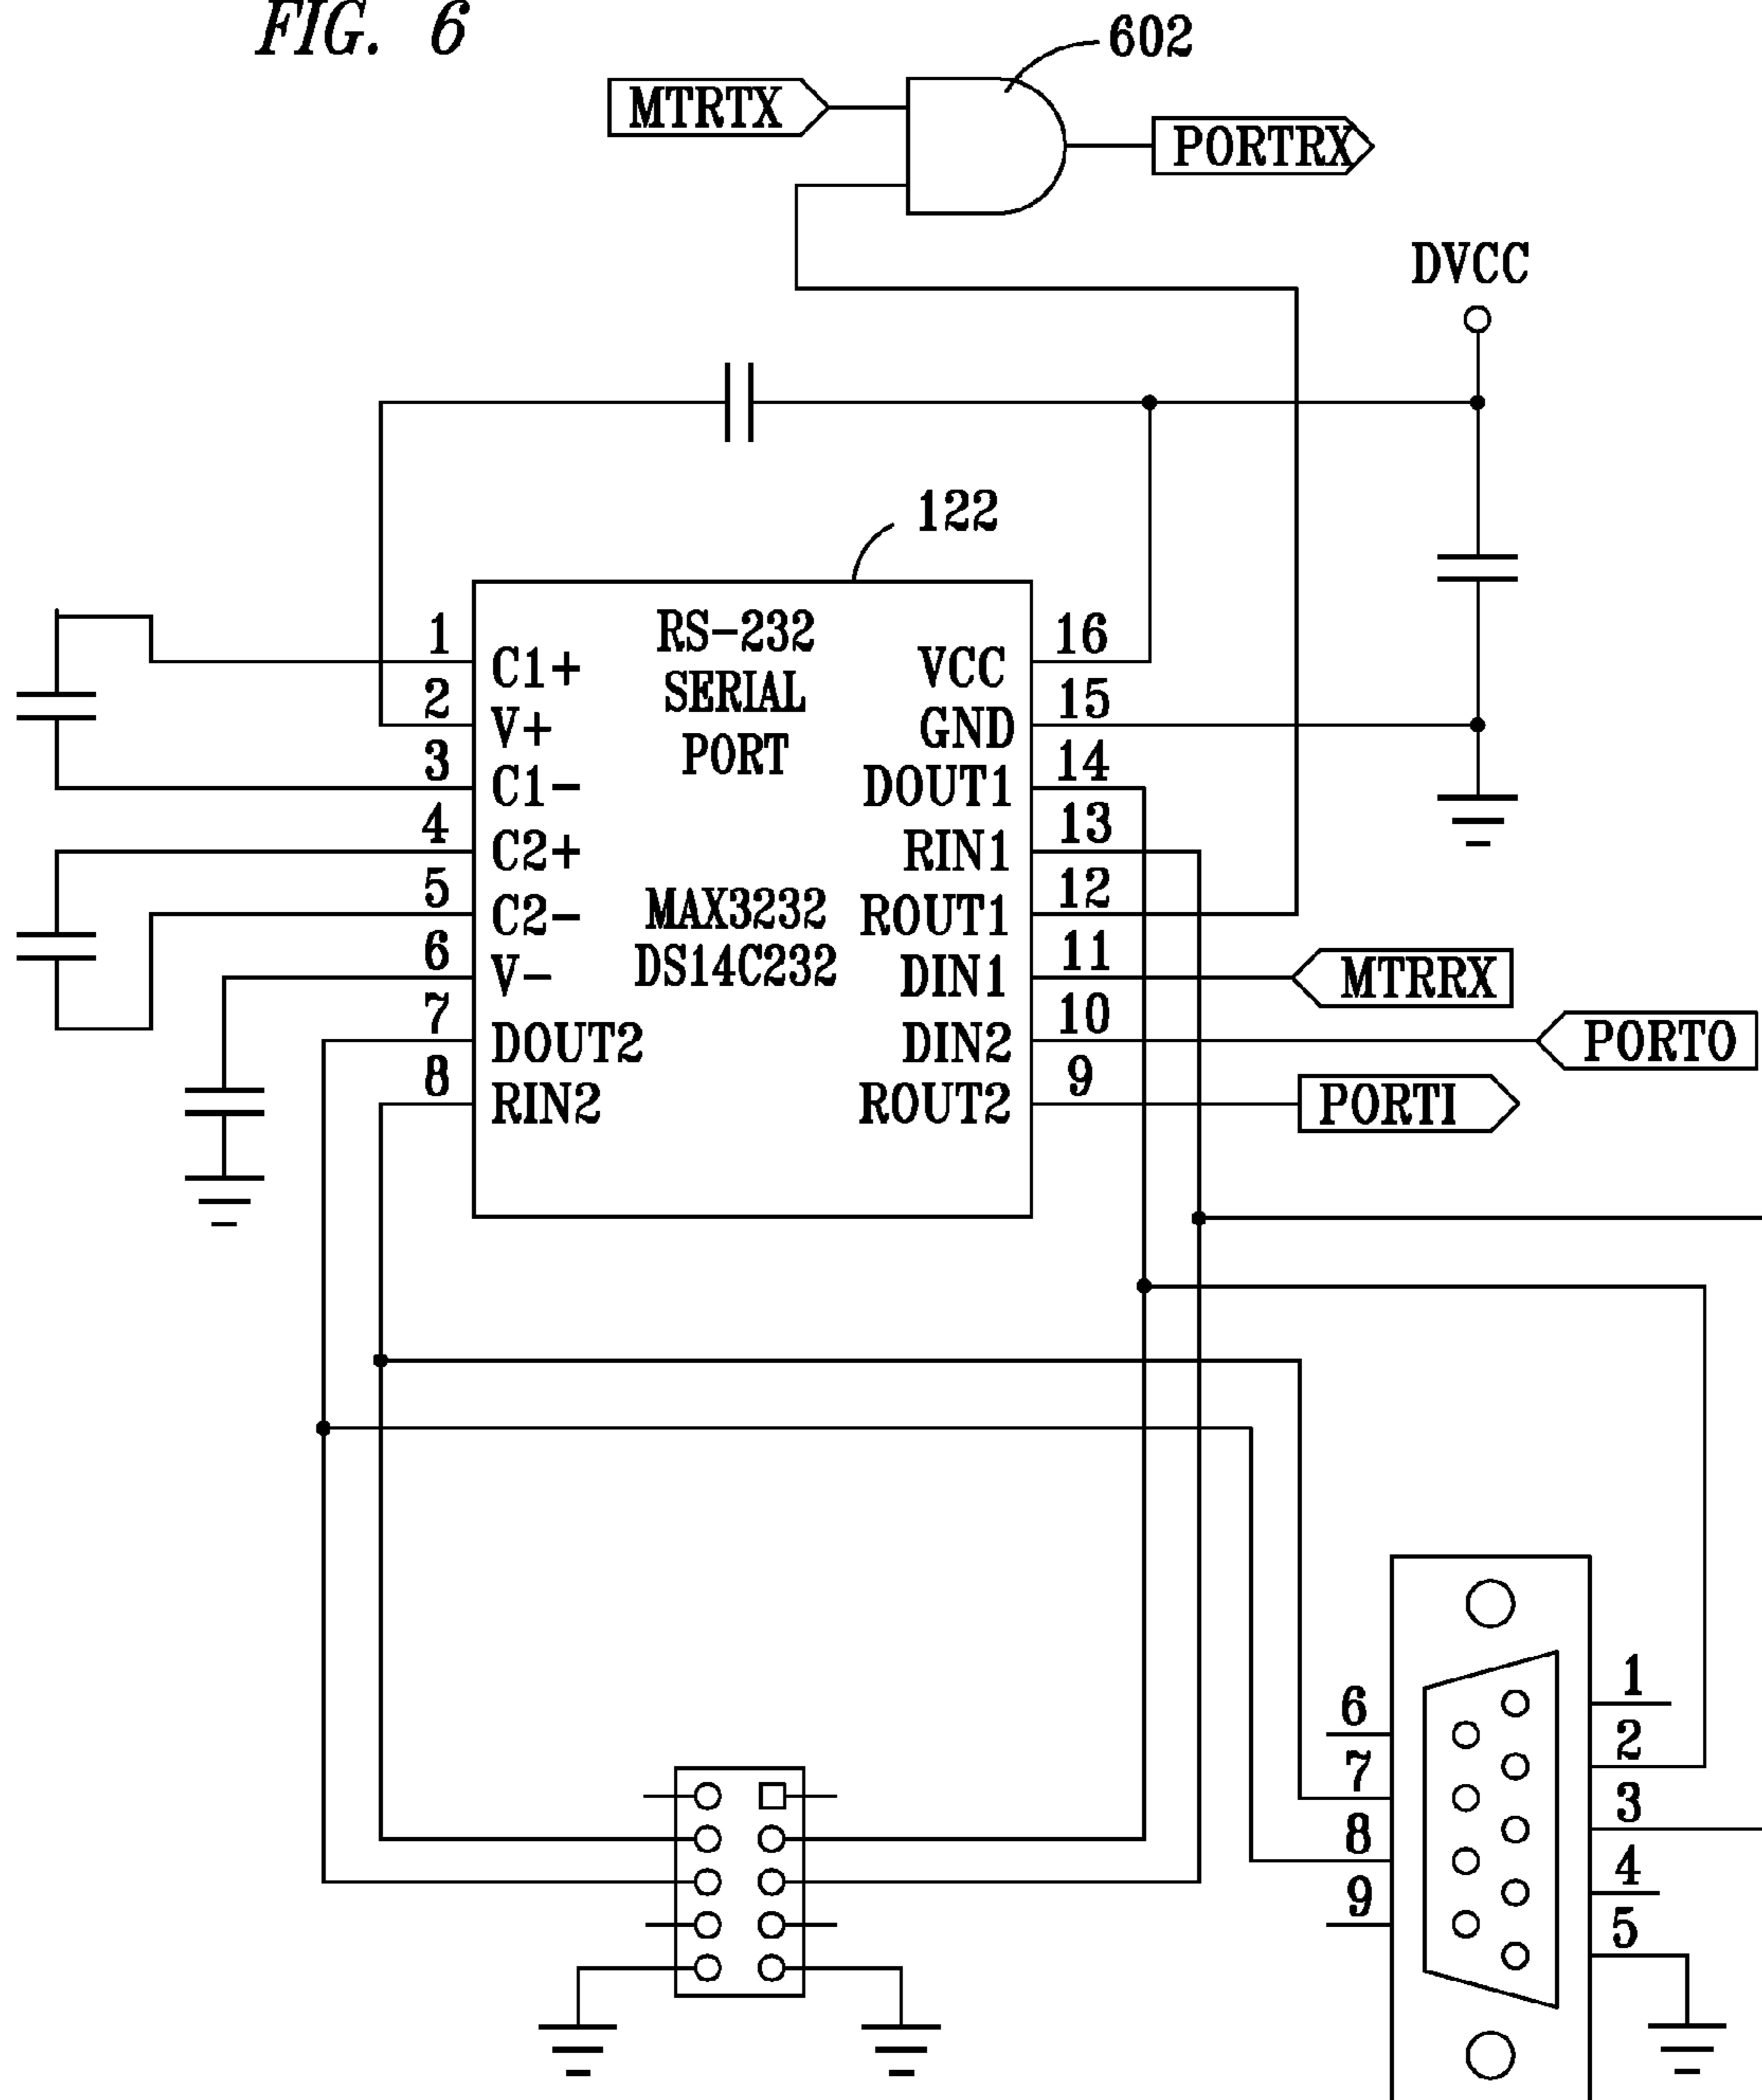 FIG. 6
602
MTRTX
PORTRX
DVCC
122
RS-232
SERIAL
PORT
MAX3232
DS14C232
1 C1+
2 V+
3 C1-
4 C2+
5 C2-
6 V-
7 DOUT2
8 RIN2
VCC 16
GND 15
DOUT1 14
RIN1 13
ROUT1 12
DIN1 11
DIN2 10
ROUT2 9
MTRRX
PORTO
PORTI
6
7
8
9
1
2
3
4
5